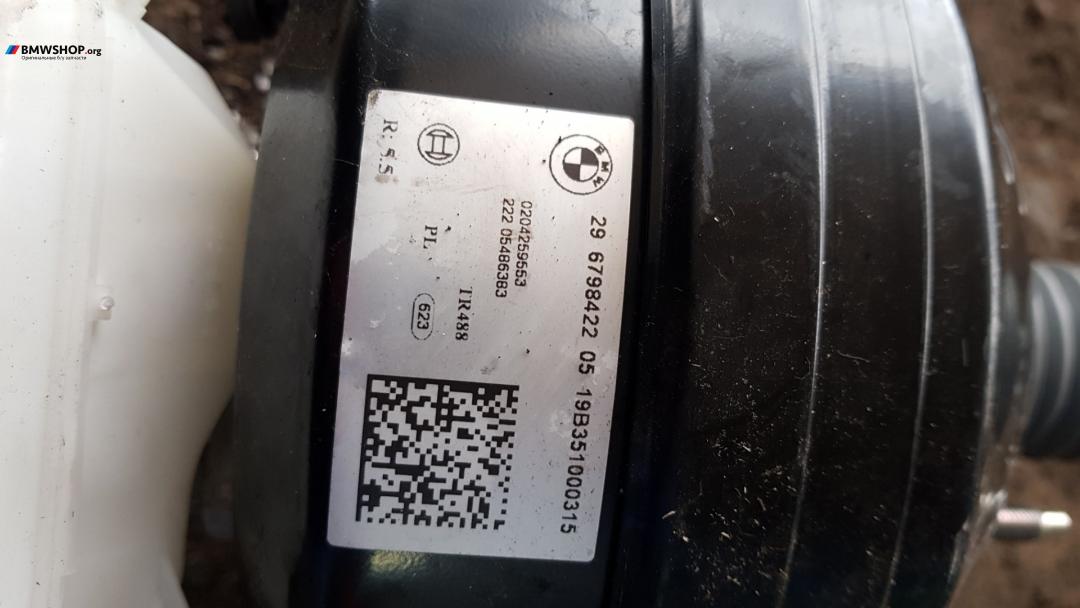 BMWSHOP.org
Оригинальные б/у запчасти
BMW
29 6798422 05 19B351000315
0204259553
222 05486383
TR488
PL 623
R: 5.5